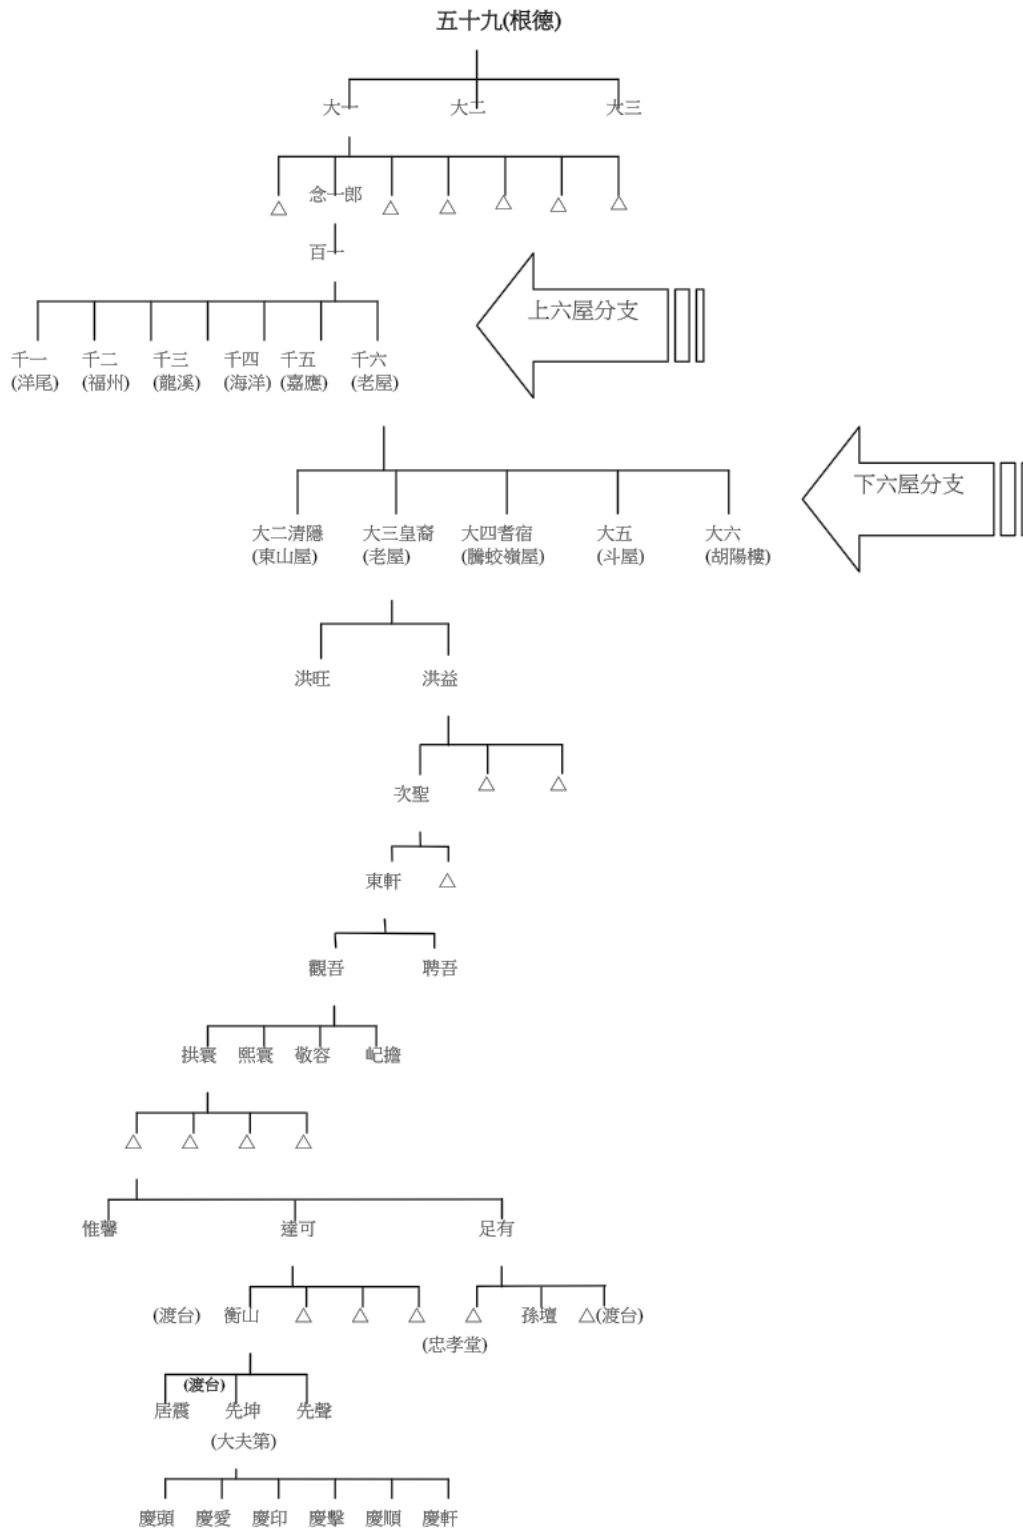 五十九(根德)
大一 大二 大三
△ 念一郎 △ △ △ △ △
百一
上六屋分支
千一 千二 千三 千四 千五 千六
(洋尾) (福州) (龍溪) (海洋) (嘉應) (老屋)
下六屋分支
大二清隱 大三皇裔 大四耆宿 大五 大六
(東山屋) (老屋) (騰蛟嶺屋) (斗屋) (胡陽樓)
洪旺 洪益
次聖 △ △
東軒 △
觀吾 聘吾
拱寰 熙寰 敬容 屺擔
△ △ △ △
惟馨 達可 足有
(渡台) 衡山 △ △ △ △ 孫壇 △(渡台)
(忠孝堂)
(渡台)
居震 先坤 先聲
(大夫第)
慶頭 慶愛 慶印 慶擊 慶順 慶軒